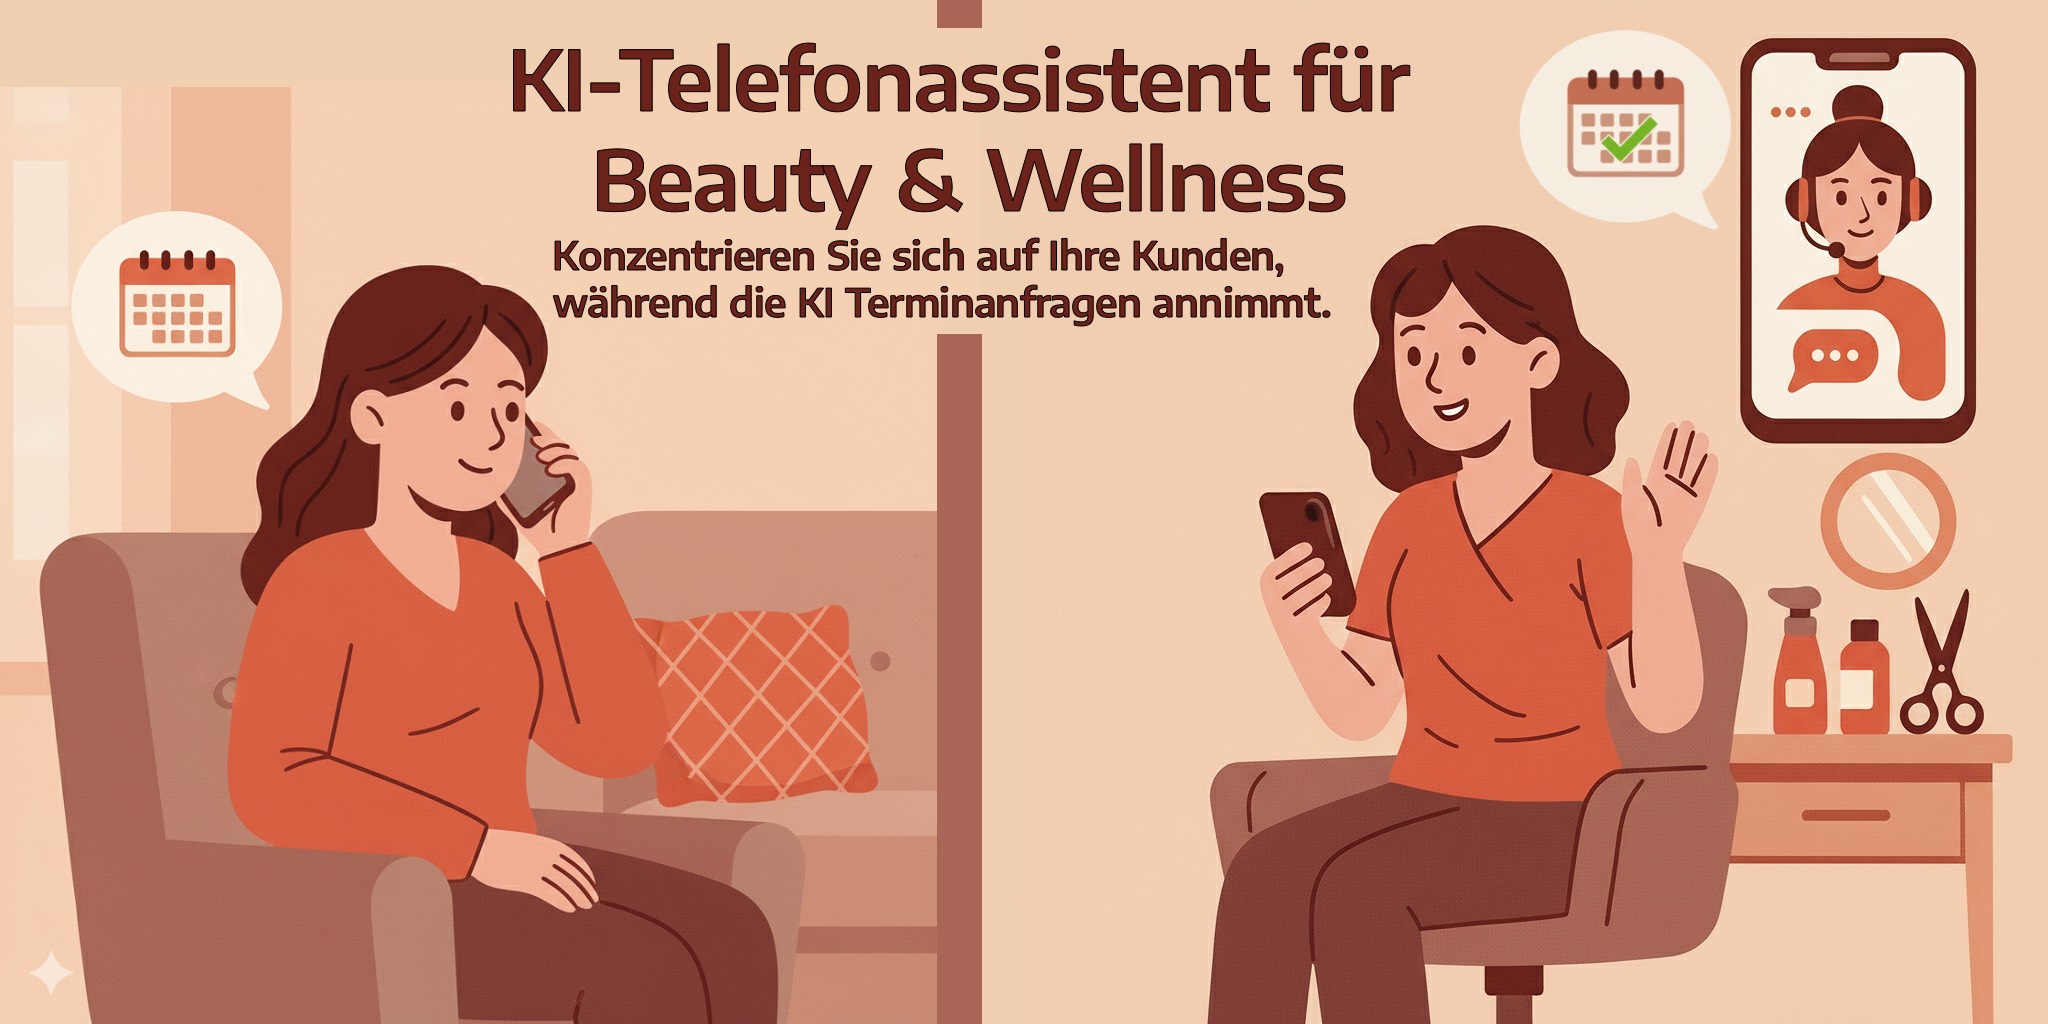 KI-Telefonassistent für
Beauty & Wellness
Konzentrieren Sie sich auf Ihre Kunden,
während die KI Terminanfragen annimmt.